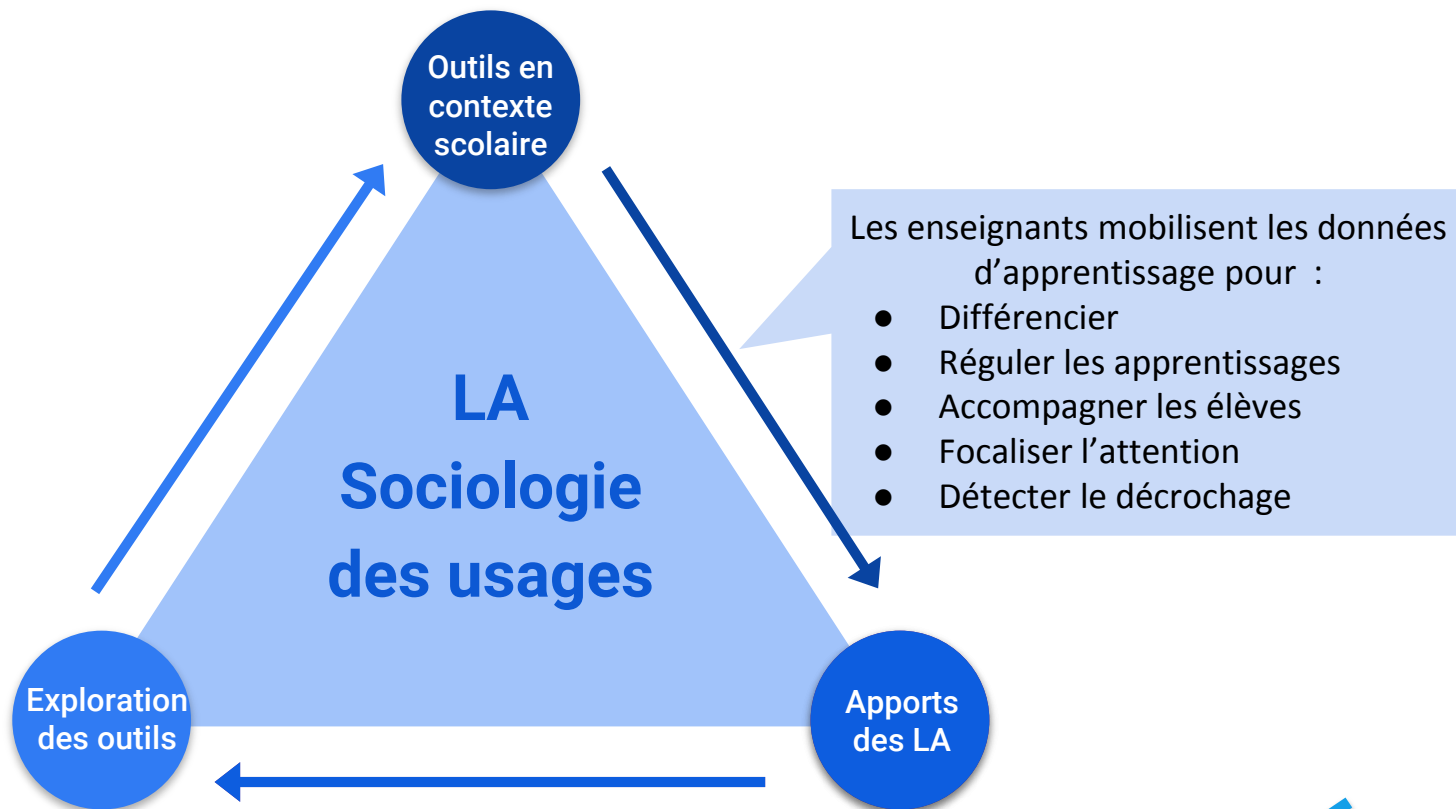 Outils en
contexte
scolaire
Les enseignants mobilisent les données
d’apprentissage pour  :
● Différencier
● Réguler les apprentissages
● Accompagner les élèves
● Focaliser l’attention
● Détecter le décrochage
LA
Sociologie
des usages
Exploration
des outils
Apports
des LA